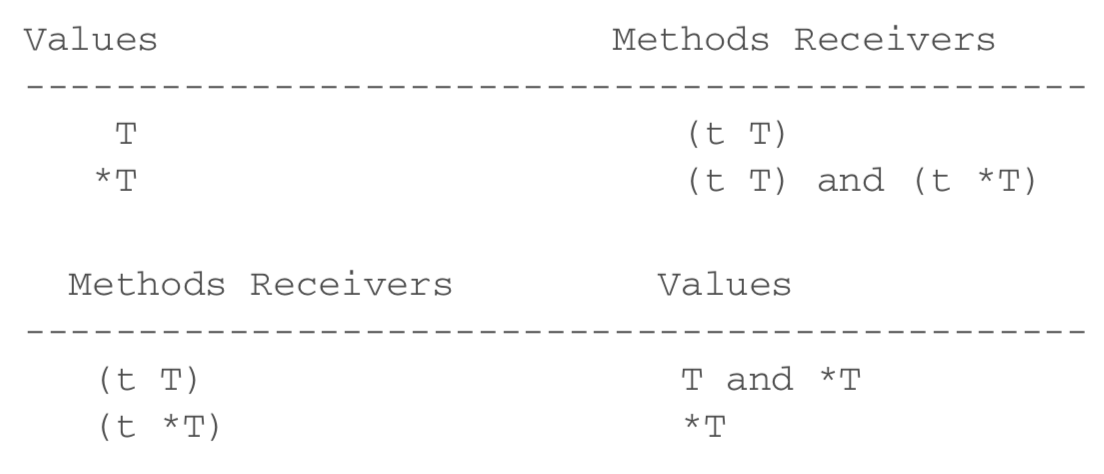 Values Methods Receivers
-----------------------------------------------
T (t T)
*T (t T) and (t *T)
Methods Receivers Values
-----------------------------------------------
(t T) T and *T
(t *T) *T